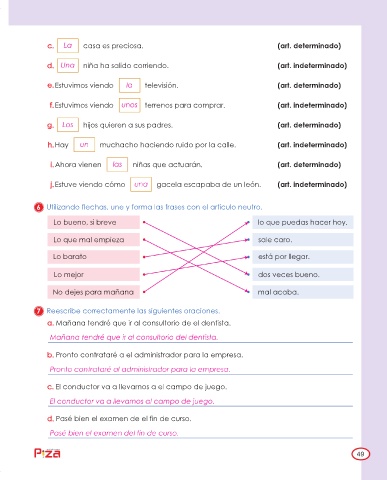 c. La casa es preciosa. (art. determinado)
d. Una niña ha salido corriendo. (art. indeterminado)
e. Estuvimos viendo la televisión. (art. determinado)
f. Estuvimos viendo unos terrenos para comprar. (art. indeterminado)
g. Los hijos quieren a sus padres. (art. determinado)
h. Hay un muchacho haciendo ruido por la calle. (art. indeterminado)
i. Ahora vienen las niñas que actuarán. (art. determinado)
j. Estuve viendo cómo una gacela escapaba de un león. (art. indeterminado)
6 Utilizando flechas, une y forma las frases con el artículo neutro.
Lo bueno, si breve lo que puedas hacer hoy.
Lo que mal empieza sale caro.
Lo barato está por llegar.
Lo mejor dos veces bueno.
No dejes para mañana mal acaba.
7 Reescribe correctamente las siguientes oraciones.
a. Mañana tendré que ir al consultorio de el dentista.
Mañana tendré que ir al consultorio del dentista.
b. Pronto contrataré a el administrador para la empresa.
Pronto contrataré al administrador para la empresa.
c. El conductor va a llevarnos a el campo de juego.
El conductor va a llevarnos al campo de juego.
d. Pasé bien el examen de el fin de curso.
Pasé bien el examen del fin de curso.
Piza 49